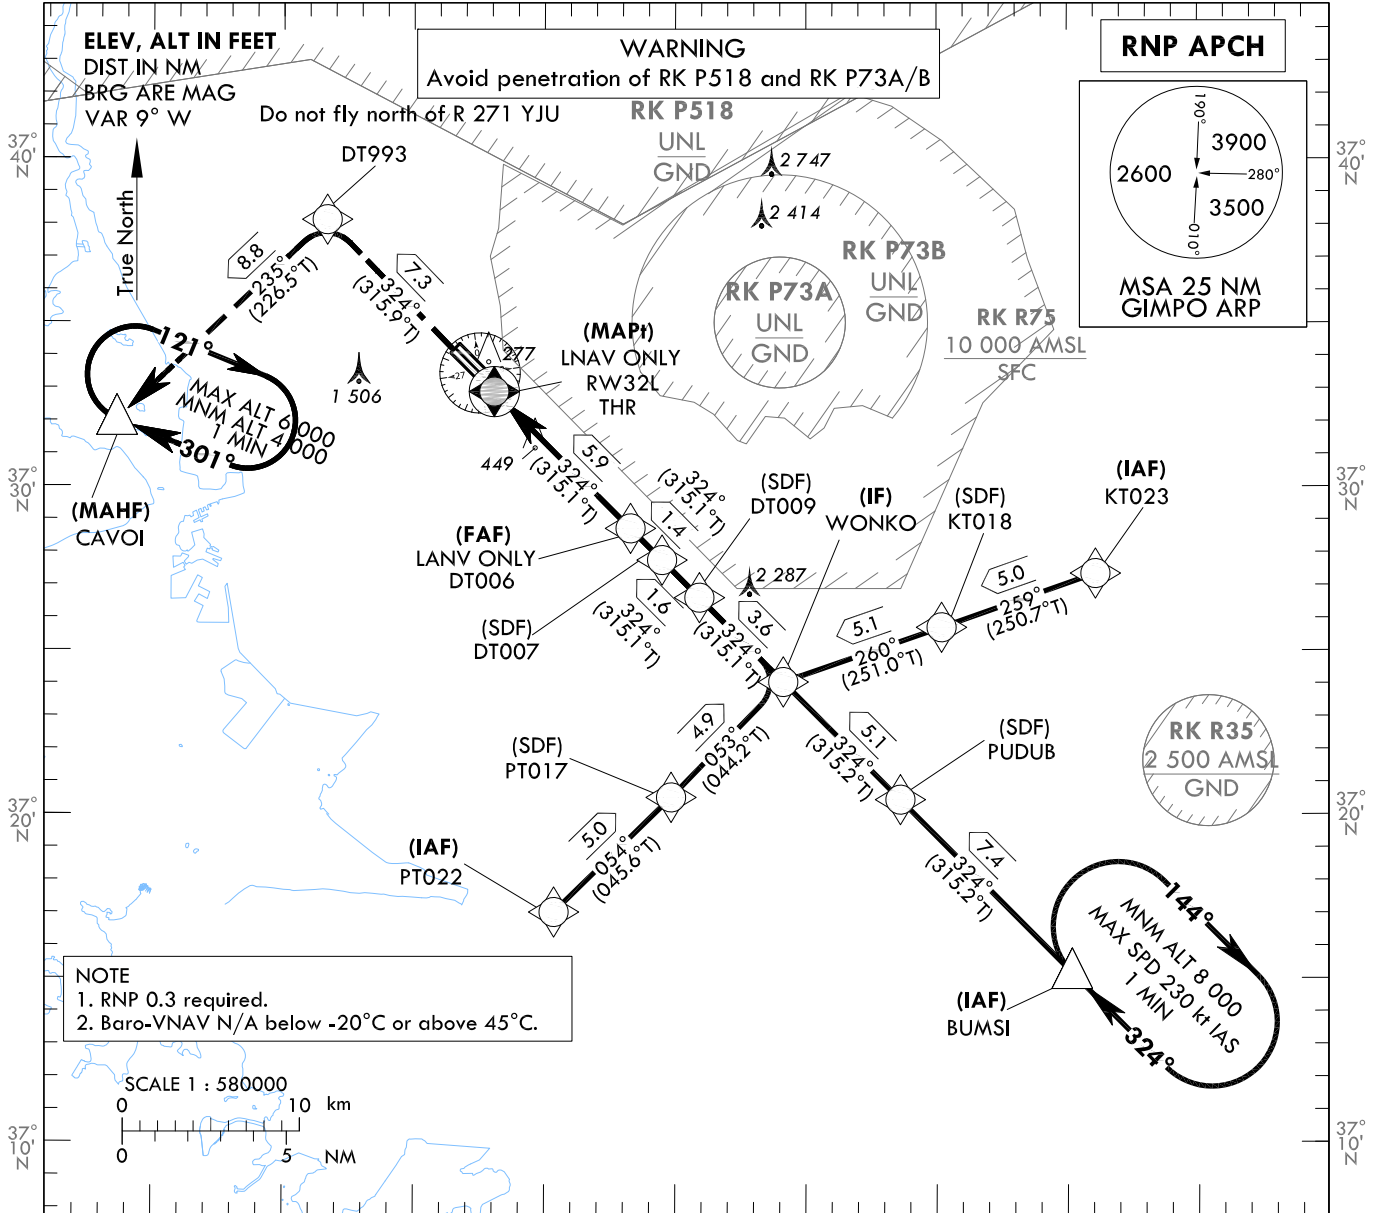 ELEV, ALT IN FEET
DIST IN NM
BRG ARE MAG
VAR 9° W
WARNING
Avoid penetration of RK P518 and RK P73A/B
RNP APCH
Do not fly north of R 271 YJU
RK P518
UNL
GND
190°
3900
2600
280°
3500
010°
MSA 25 NM
GIMPO ARP
37°
40'
N
37°
40'
N
True North
DT993
2 747
2 414
8.8
235°
(226.5°T)
7.3
324°
(315.9°T)
RK P73B
UNL
GND
RK P73A
UNL
GND
RK R75
10 000 AMSL
SFC
(MAPt)
LNAV ONLY
RW32L
THR
277
27
0
121°
MAX ALT 6 000
MNM ALT 4 000
1 MIN
301°
1 506
(MAHF)
CAVOI
449
5.9
324°
(315.1°T)
37°
30'
N
37°
30'
N
324°
(315.1°T)
1.4
(SDF)
DT009
(IF)
WONKO
(SDF)
KT018
(IAF)
KT023
(FAF)
LANV ONLY
DT006
2 287
(SDF)
DT007
1.6
324°
(315.1°T)
3.6
324°
(315.1°T)
5.1
260°
(251.0°T)
5.0
259°
(250.7°T)
(SDF)
PT017
4.9
053°
(044.2°T)
5.1
324°
(315.2°T)
(SDF)
PUDUB
RK R35
2 500 AMSL
GND
37°
20'
N
37°
20'
N
(IAF)
PT022
5.0
054°
(045.6°T)
7.4
324°
(315.2°T)
144°
MNM ALT 8 000
MAX SPD 230 kt IAS
1 MIN
324°
(IAF)
BUMSI
NOTE
1. RNP 0.3 required.
2. Baro-VNAV N/A below -20°C or above 45°C.
SCALE 1 : 580000
0 10 km
0 5 NM
37°
10'
N
37°
10'
N